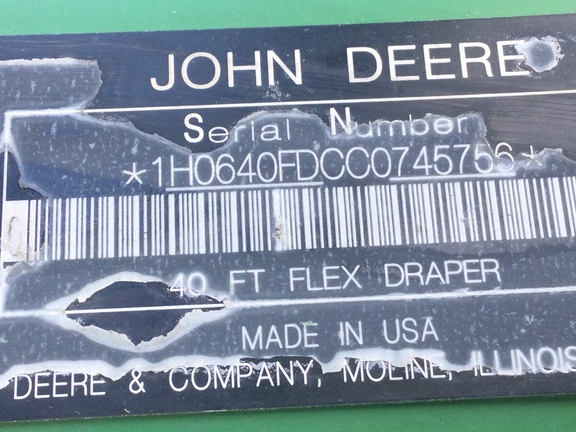 JOHN DEERE
Serial Number
*1H0640FDCC0745756*
40 FT FLEX DRAPER
MADE IN USA
DEERE & COMPANY, MOLINE, ILLINOIS